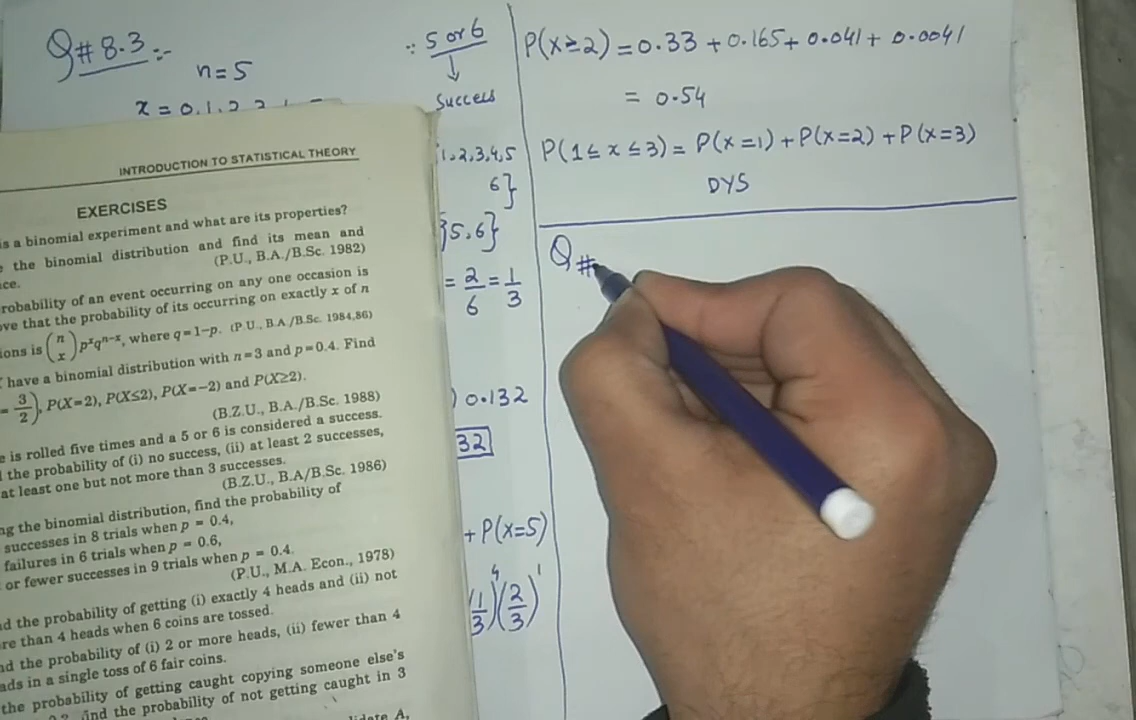 Q# 8.3 :-
n=5
x = 0,1,2
∵ 5 or 6
↓
Success
1,2,3,4,5
6}
{5,6}
= 2/6 = 1/3
) 0.132
32
+ P(x=5)
(1/3)^4 (2/3)^1
P(x≥2) = 0.33 + 0.165 + 0.041 + 0.0041
= 0.54
P(1≤ x ≤3) = P(x=1) + P(x=2) + P(x=3)
DYS
Q#
INTRODUCTION TO STATISTICAL THEORY
EXERCISES
is a binomial experiment and what are its properties?
the binomial distribution and find its mean and
(P.U., B.A./B.Sc. 1982)
probability of an event occurring on any one occasion is
that the probability of its occurring on exactly x of n
is (n x) p^x q^n-x, where q=1-p. (P.U., B.A./B.Sc. 1984,86)
have a binomial distribution with n=3 and p=0.4. Find
= 3/2), P(X=2), P(X≤2), P(X=-2) and P(X≥2).
(B.Z.U., B.A./B.Sc. 1988)
is rolled five times and a 5 or 6 is considered a success.
the probability of (i) no success, (ii) at least 2 successes,
at least one but not more than 3 successes.
(B.Z.U., B.A/B.Sc. 1986)
the binomial distribution, find the probability of
successes in 8 trials when p = 0.4,
failures in 6 trials when p = 0.6,
or fewer successes in 9 trials when p = 0.4.
(P.U., M.A. Econ., 1978)
the probability of getting (i) exactly 4 heads and (ii) not
than 4 heads when 6 coins are tossed.
the probability of (i) 2 or more heads, (ii) fewer than 4
in a single toss of 6 fair coins.
the probability of getting caught copying someone else's
find the probability of not getting caught in 3
A,